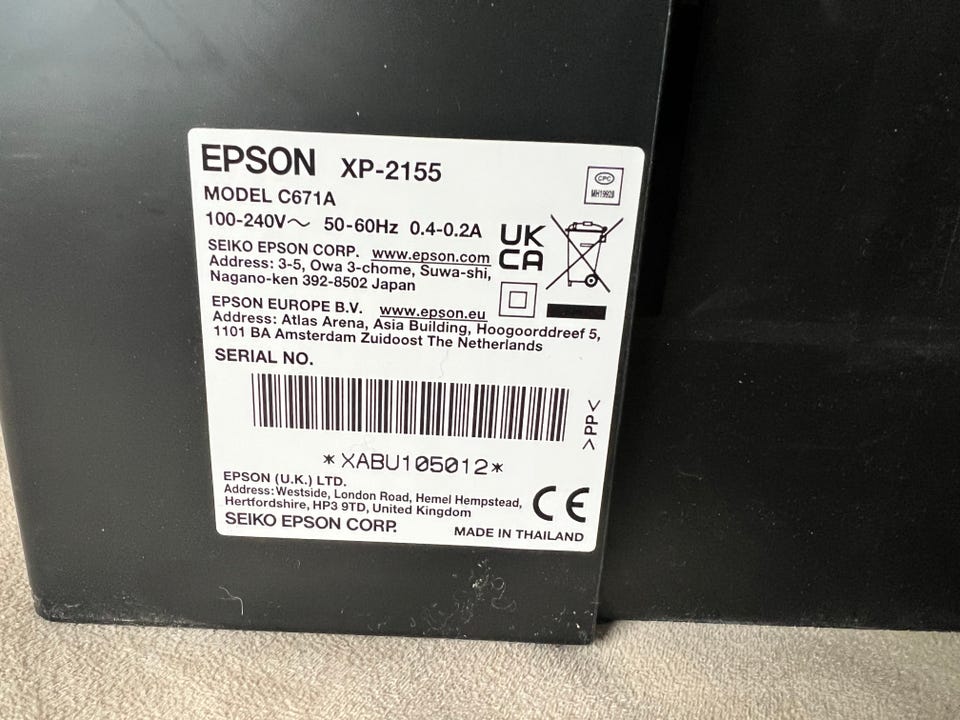 EPSON XP-2155
CPC
MH19928
MODEL C671A
100-240V～ 50-60Hz 0.4-0.2A
UK
CA
SEIKO EPSON CORP. www.epson.com
Address: 3-5, Owa 3-chome, Suwa-shi,
Nagano-ken 392-8502 Japan
EPSON EUROPE B.V. www.epson.eu
Address: Atlas Arena, Asia Building, Hoogoorddreef 5,
1101 BA Amsterdam Zuidoost The Netherlands
SERIAL NO.
>PP<
*XABU105012*
EPSON (U.K.) LTD.
Address: Westside, London Road, Hemel Hempstead,
Hertfordshire, HP3 9TD, United Kingdom
CE
SEIKO EPSON CORP.
MADE IN THAILAND